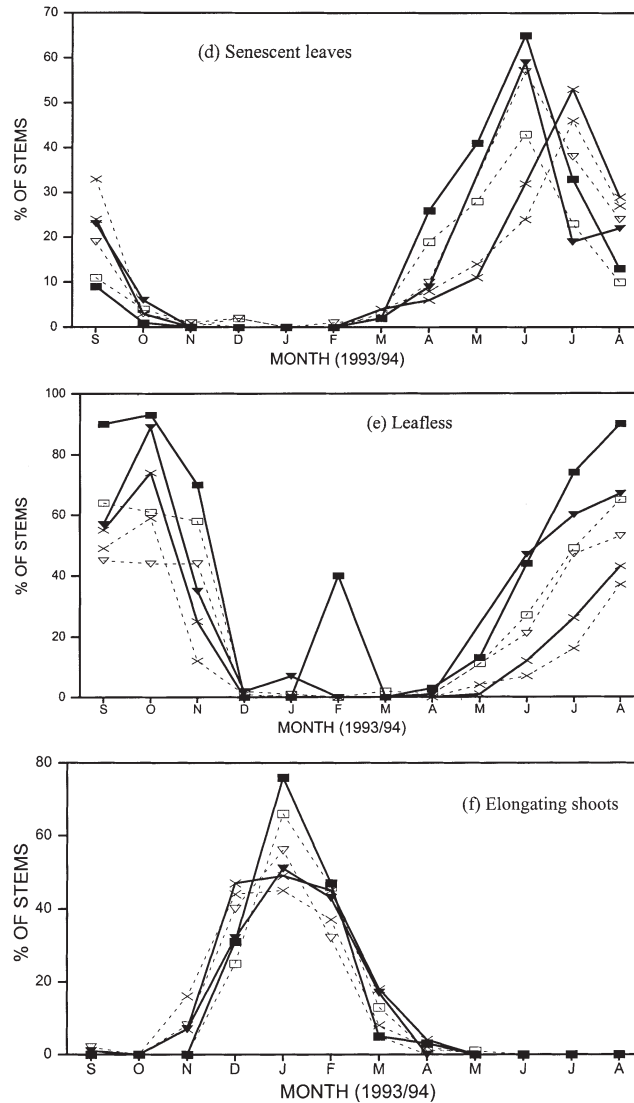 (d) Senescent leaves
% OF STEMS
70
60
50
40
30
20
10
0
S O N D J F M A M J J A
MONTH (1993/94)
(e) Leafless
% OF STEMS
100
80
60
40
20
0
S O N D J F M A M J J A
MONTH (1993/94)
(f) Elongating shoots
% OF STEMS
80
60
40
20
0
S O N D J F M A M J J A
MONTH (1993/94)